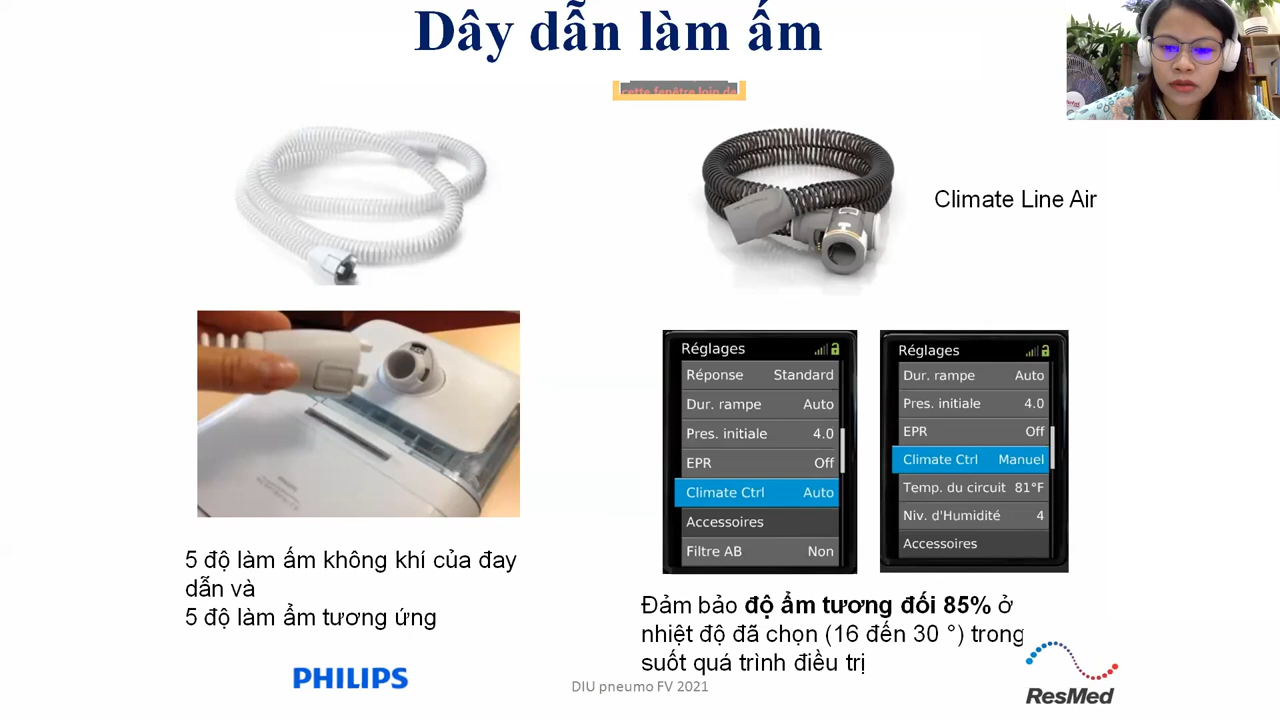 Dây dẫn làm ấm
cette fenêtre loin de
Climate Line Air
Réglages
Réponse Standard
Dur. rampe Auto
Pres. initiale 4.0
EPR Off
Climate Ctrl Auto
Accessoires
Filtre AB Non
Réglages
Dur. rampe Auto
Pres. initiale 4.0
EPR Off
Climate Ctrl Manuel
Temp. du circuit 81°F
Niv. d'Humidité 4
Accessoires
5 độ làm ấm không khí của đay
dẫn và
5 độ làm ẩm tương ứng
Đảm bảo độ ẩm tương đối 85% ở
nhiệt độ đã chọn (16 đến 30 °) trong
suốt quá trình điều trị
PHILIPS
DIU pneumo FV 2021
ResMed